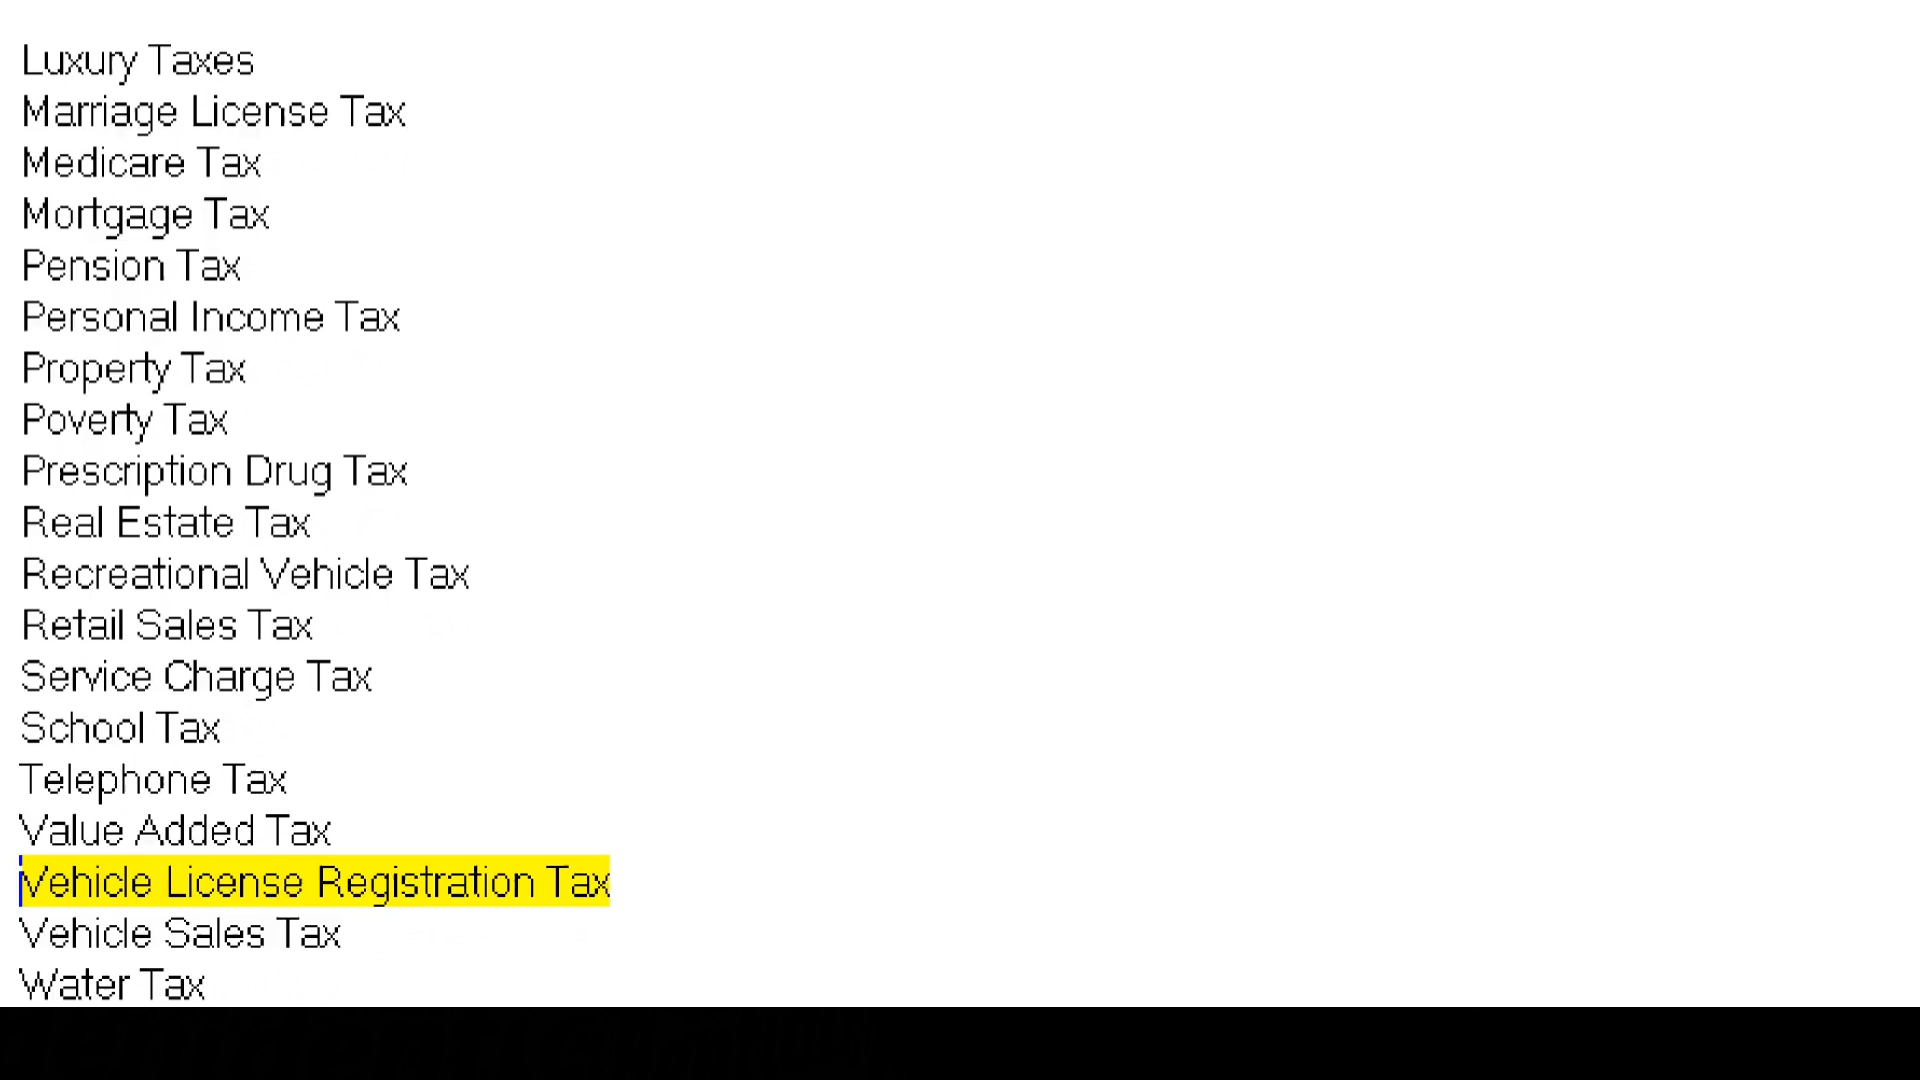 Luxury Taxes
Marriage License Tax
Medicare Tax
Mortgage Tax
Pension Tax
Personal Income Tax
Property Tax
Poverty Tax
Prescription Drug Tax
Real Estate Tax
Recreational Vehicle Tax
Retail Sales Tax
Service Charge Tax
School Tax
Telephone Tax
Value Added Tax
Vehicle License Registration Tax
Vehicle Sales Tax
Water Tax